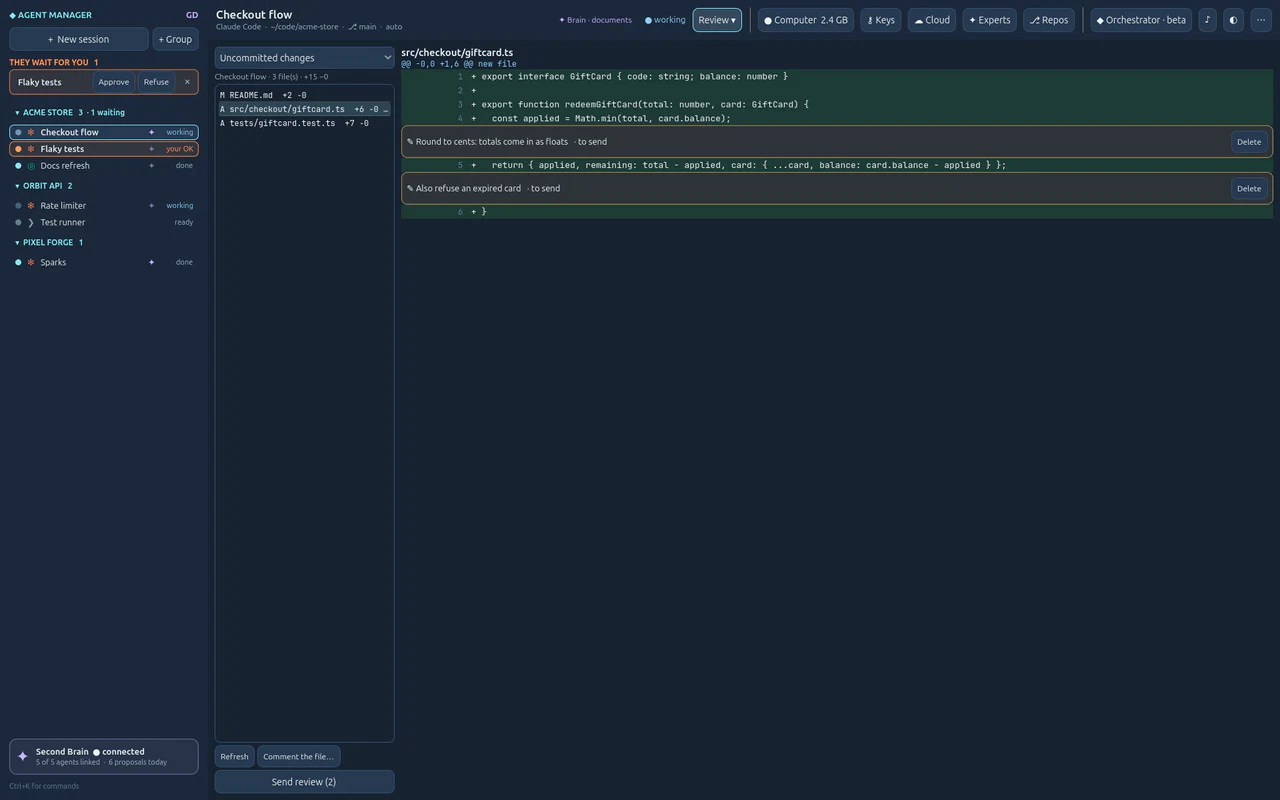 ◆ AGENT MANAGER GD
+ New session + Group
THEY WAIT FOR YOU 1
Flaky tests Approve Refuse ×
▾ ACME STORE 3 · 1 waiting
Checkout flow working
Flaky tests your OK
Docs refresh done
▾ ORBIT API 2
Rate limiter working
Test runner ready
▾ PIXEL FORGE 1
Sparks done
Second Brain ● connected
5 of 5 agents linked · 6 proposals today
Ctrl+K for commands
Checkout flow
Claude Code · ~/code/acme-store · ⎇ main · auto
✦ Brain · documents ● working Review ▾ ● Computer 2.4 GB Keys ☁ Cloud ✦ Experts ⎇ Repos ◆ Orchestrator · beta ♪ ◐ ⋯
Uncommitted changes
Checkout flow · 3 file(s) · +15 −0
M README.md +2 -0
A src/checkout/giftcard.ts +6 -0 …
A tests/giftcard.test.ts +7 -0
Refresh Comment the file…
Send review (2)
src/checkout/giftcard.ts
@@ -0,0 +1,6 @@ new file
1 + export interface GiftCard { code: string; balance: number }
2 +
3 + export function redeemGiftCard(total: number, card: GiftCard) {
4 + const applied = Math.min(total, card.balance);
✎ Round to cents: totals come in as floats · to send Delete
5 + return { applied, remaining: total - applied, card: { ...card, balance: card.balance - applied } };
✎ Also refuse an expired card · to send Delete
6 + }